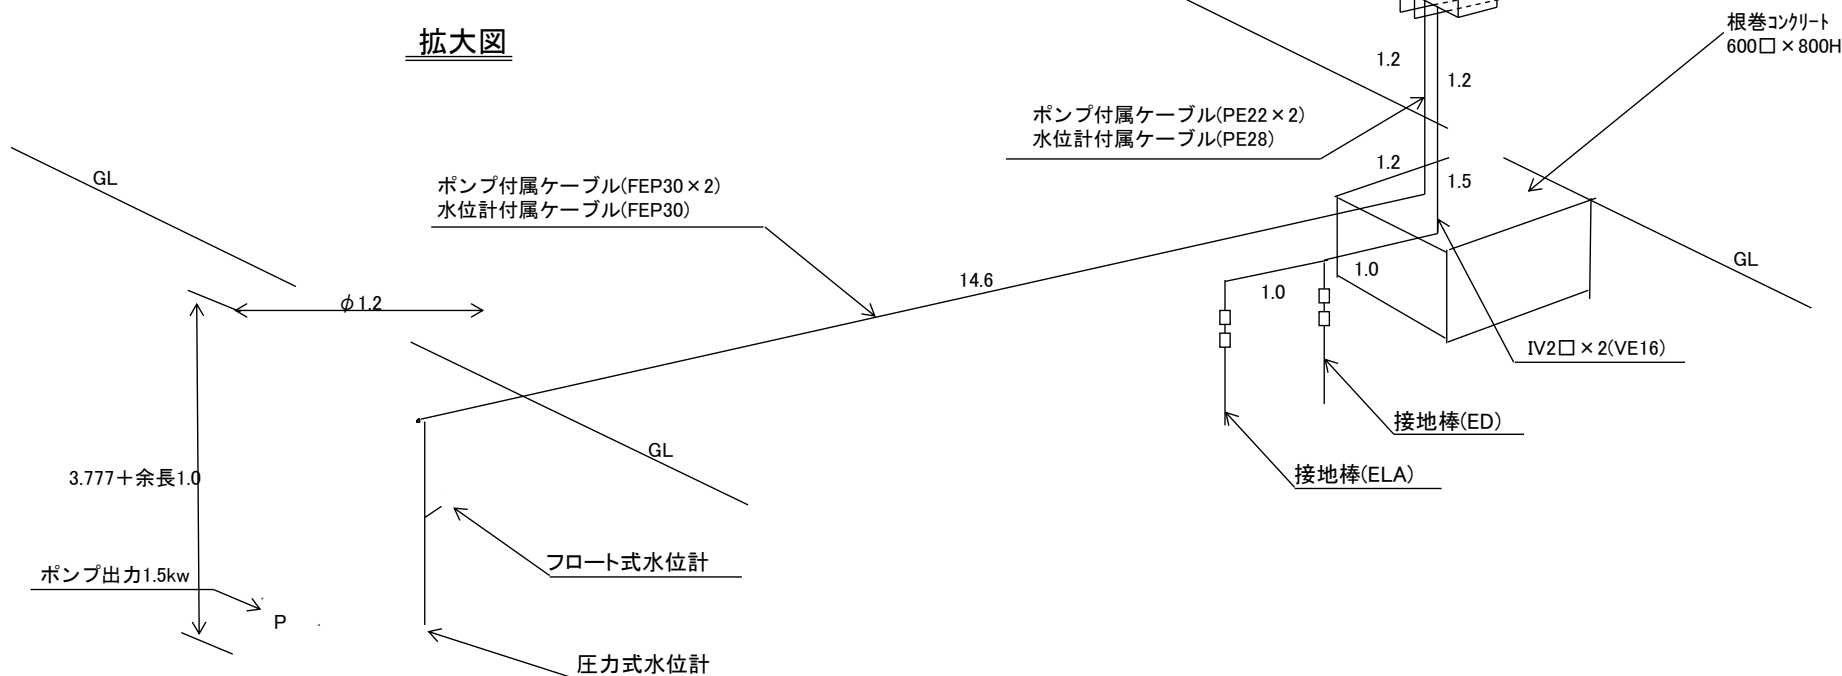 拡大図
根巻コンクリート
600□×800H
1.2
1.2
ポンプ付属ケーブル(PE22×2)
水位計付属ケーブル(PE28)
1.2
1.5
GL
ポンプ付属ケーブル(FEP30×2)
水位計付属ケーブル(FEP30)
GL
14.6
1.0
1.0
φ1.2
IV2□×2(VE16)
接地棒(ED)
GL
接地棒(ELA)
3.777+余長1.0
フロート式水位計
ポンプ出力1.5kw
P
圧力式水位計